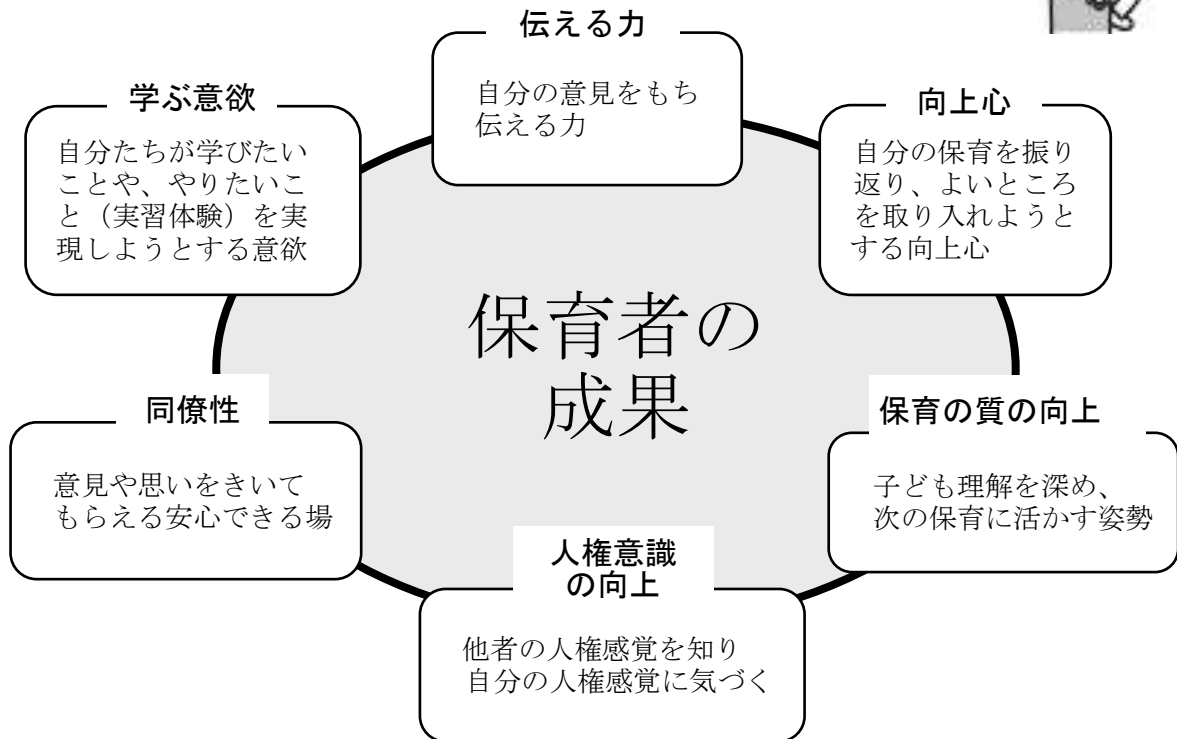 伝える力
自分の意見をもち
伝える力
学ぶ意欲
自分たちが学びたい
ことや、やりたいこ
と（実習体験）を実
現しようとする意欲
向上心
自分の保育を振り
返り、よいところ
を取り入れようと
する向上心
保育者の
成果
同僚性
意見や思いをきいて
もらえる安心できる場
保育の質の向上
子ども理解を深め、
次の保育に活かす姿勢
人権意識
の向上
他者の人権感覚を知り
自分の人権感覚に気づく